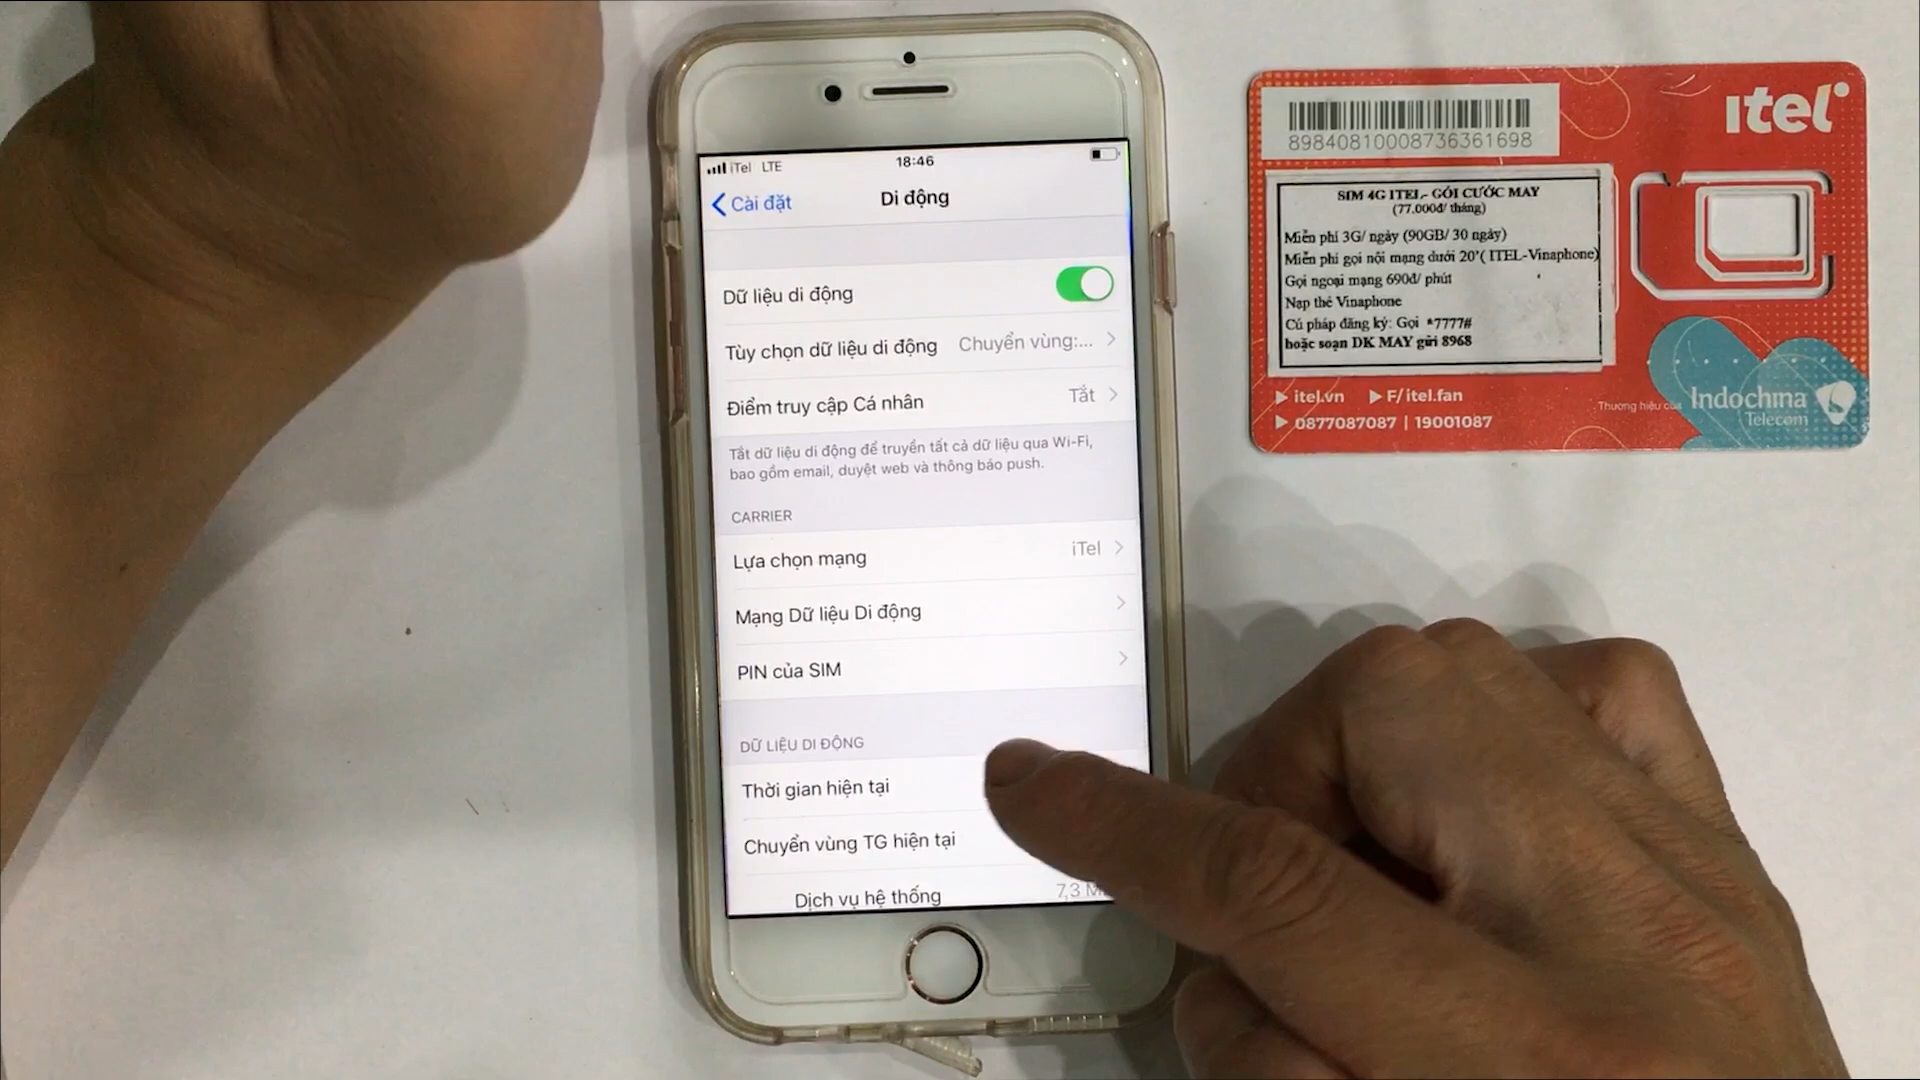 iTel LTE
18:46
Cài đặt
Di động
Dữ liệu di động
Tùy chọn dữ liệu di động Chuyển vùng:...
Điểm truy cập Cá nhân Tắt
Tắt dữ liệu di động để truyền tất cả dữ liệu qua Wi-Fi,
bao gồm email, duyệt web và thông báo push.
CARRIER
Lựa chọn mạng iTel
Mạng Dữ liệu Di động
PIN của SIM
DỮ LIỆU DI ĐỘNG
Thời gian hiện tại
Chuyển vùng TG hiện tại
Dịch vụ hệ thống 7,3
itel
89840810008736361698
SIM 4G ITEL- GÓI CƯỚC MAY
(77.000đ/ tháng)
Miễn phí 3G/ ngày (90GB/ 30 ngày)
Miễn phí gọi nội mạng dưới 20'( ITEL-Vinaphone)
Gọi ngoại mạng 690đ/ phút
Nạp thẻ Vinaphone
Cú pháp đăng ký: Gọi *7777#
hoặc soạn DK MAY gửi 8968
itel.vn F/ itel.fan
0877087087 | 19001087
Thương hiệu của Indochina
Telecom